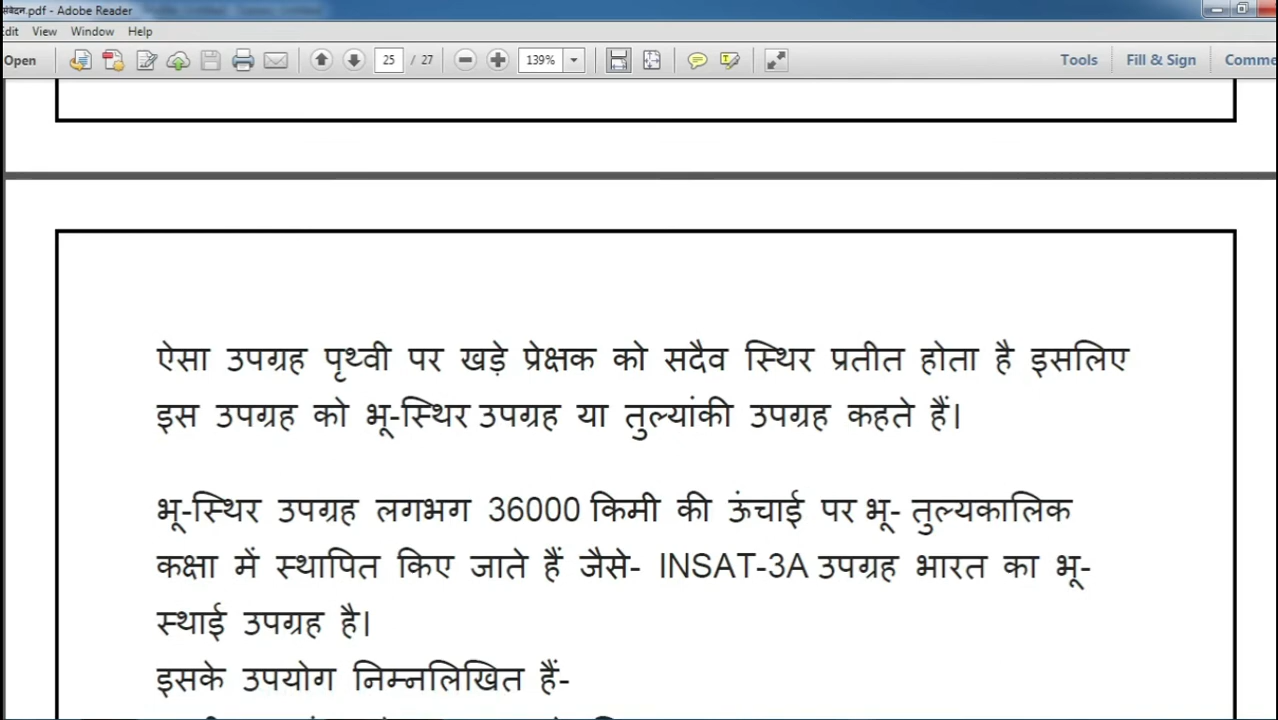 संवेदन.pdf - Adobe Reader
Edit View Window Help
Open 25 / 27 139% Tools Fill & Sign Comme
ऐसा उपग्रह पृथ्वी पर खड़े प्रेक्षक को सदैव स्थिर प्रतीत होता है इसलिए
इस उपग्रह को भू-स्थिर उपग्रह या तुल्यांकी उपग्रह कहते हैं।
भू-स्थिर उपग्रह लगभग 36000 किमी की ऊंचाई पर भू- तुल्यकालिक
कक्षा में स्थापित किए जाते हैं जैसे- INSAT-3A उपग्रह भारत का भू-
स्थाई उपग्रह है।
इसके उपयोग निम्नलिखित हैं-